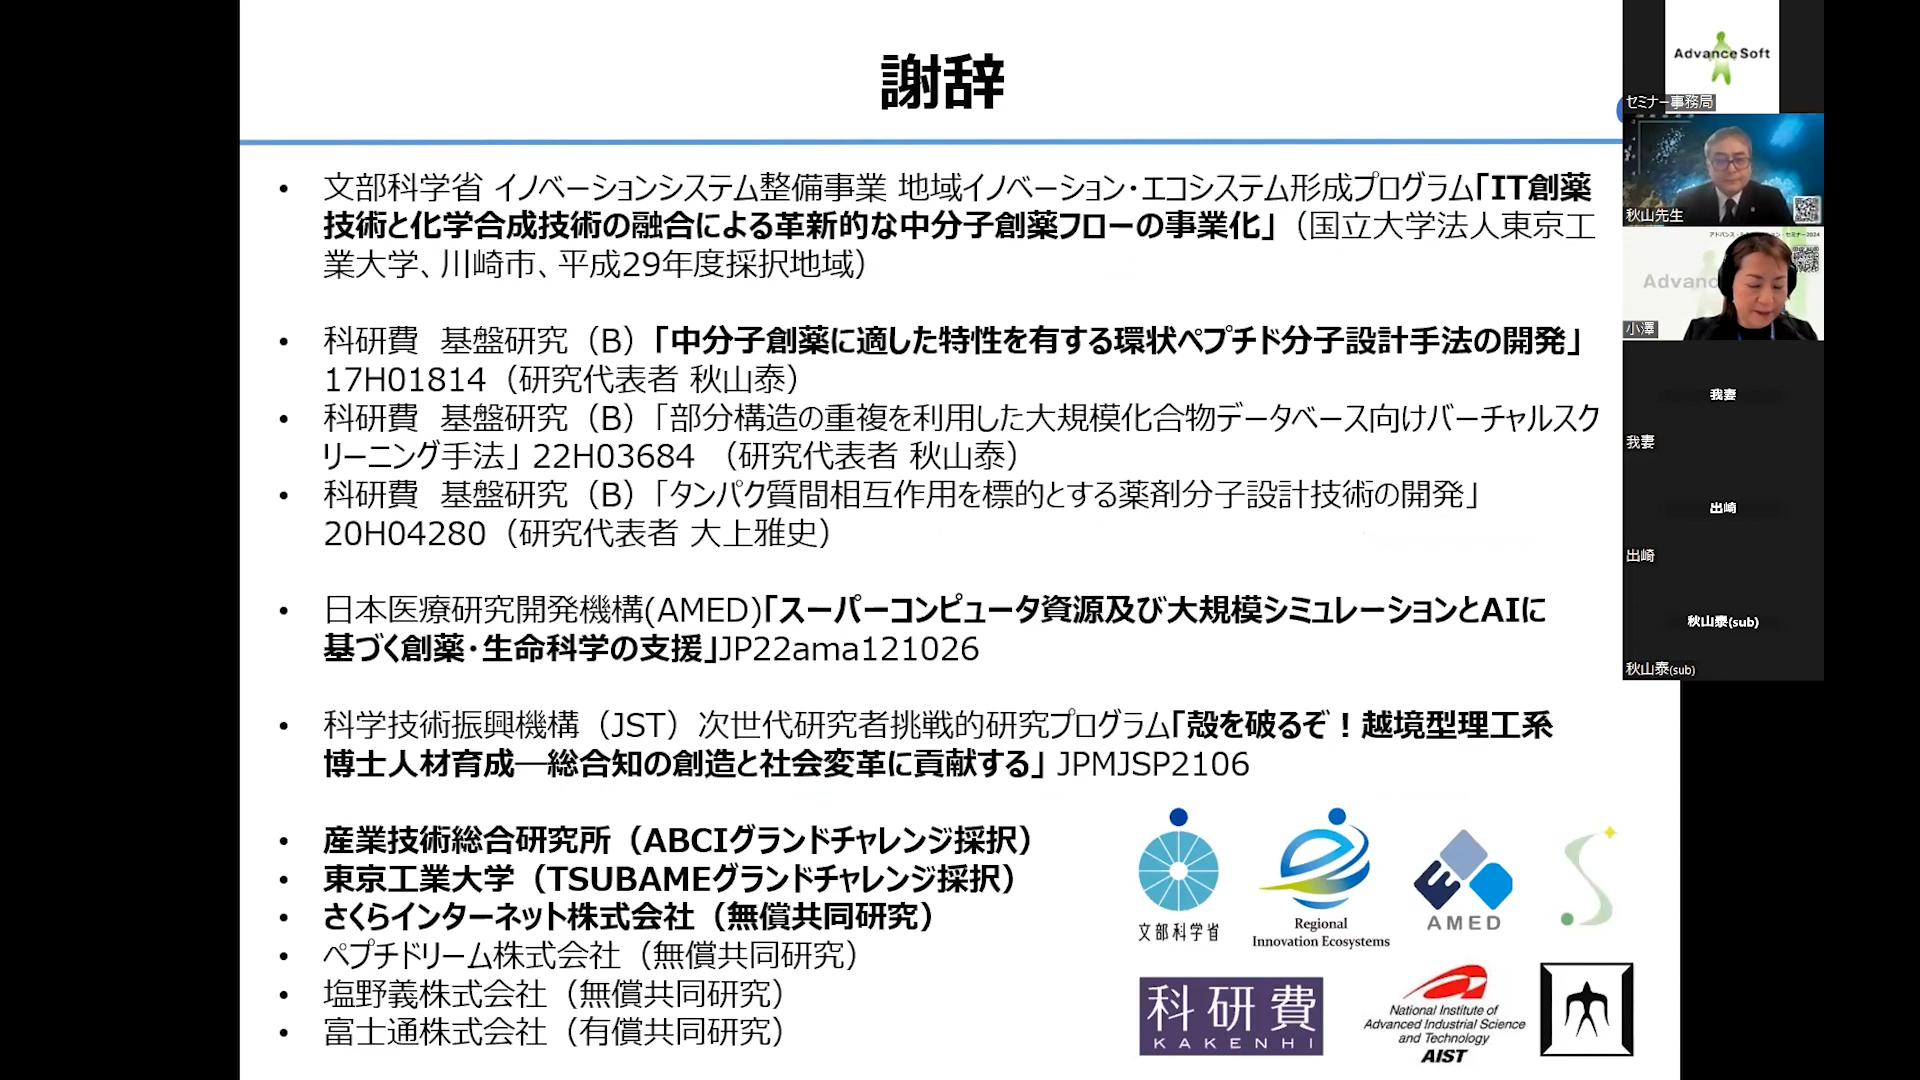 謝辞
• 文部科学省 イノベーションシステム整備事業 地域イノベーション・エコシステム形成プログラム「IT創薬
技術と化学合成技術の融合による革新的な中分子創薬フローの事業化」（国立大学法人東京工
業大学、川崎市、平成29年度採択地域）
• 科研費　基盤研究（B）「中分子創薬に適した特性を有する環状ペプチド分子設計手法の開発」
17H01814（研究代表者 秋山泰）
• 科研費　基盤研究（B）「部分構造の重複を利用した大規模化合物データベース向けバーチャルスク
リーニング手法」 22H03684 （研究代表者 秋山泰）
• 科研費　基盤研究（B）「タンパク質間相互作用を標的とする薬剤分子設計技術の開発」
20H04280（研究代表者 大上雅史）
• 日本医療研究開発機構(AMED)「スーパーコンピュータ資源及び大規模シミュレーションとAIに
基づく創薬・生命科学の支援」JP22ama121026
• 科学技術振興機構（JST）次世代研究者挑戦的研究プログラム「殻を破るぞ！越境型理工系
博士人材育成―総合知の創造と社会変革に貢献する」 JPMJSP2106
• 産業技術総合研究所（ABCIグランドチャレンジ採択）
• 東京工業大学（TSUBAMEグランドチャレンジ採択）
• さくらインターネット株式会社（無償共同研究）
• ペプチドリーム株式会社（無償共同研究）
• 塩野義株式会社（無償共同研究）
• 富士通株式会社（有償共同研究）
文部科学省
Regional
Innovation Ecosystems
AMED
科研費
KAKENHI
National Institute of
Advanced Industrial Science
and Technology
AIST
AdvanceSoft
セミナー事務局
秋山先生
Advanc
小澤
我妻
我妻
出崎
出崎
秋山泰(sub)
秋山泰(sub)